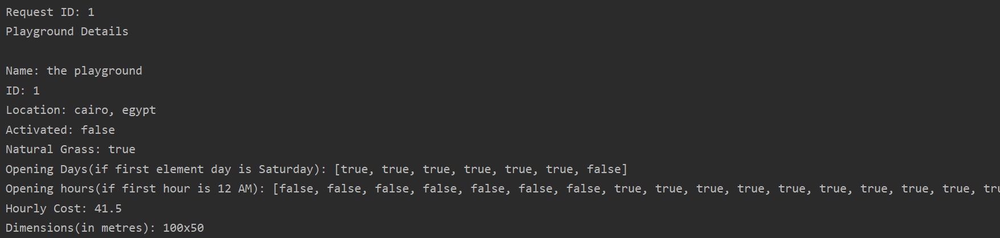 Request ID: 1
Playground Details
Name: the playground
ID: 1
Location: cairo, egypt
Activated: false
Natural Grass: true
Opening Days(if first element day is Saturday): [true, true, true, true, true, true, false]
Opening hours(if first hour is 12 AM): [false, false, false, false, false, false, false, true, true, true, true, true, true, true, true, true,
Hourly Cost: 41.5
Dimensions(in metres): 100x50